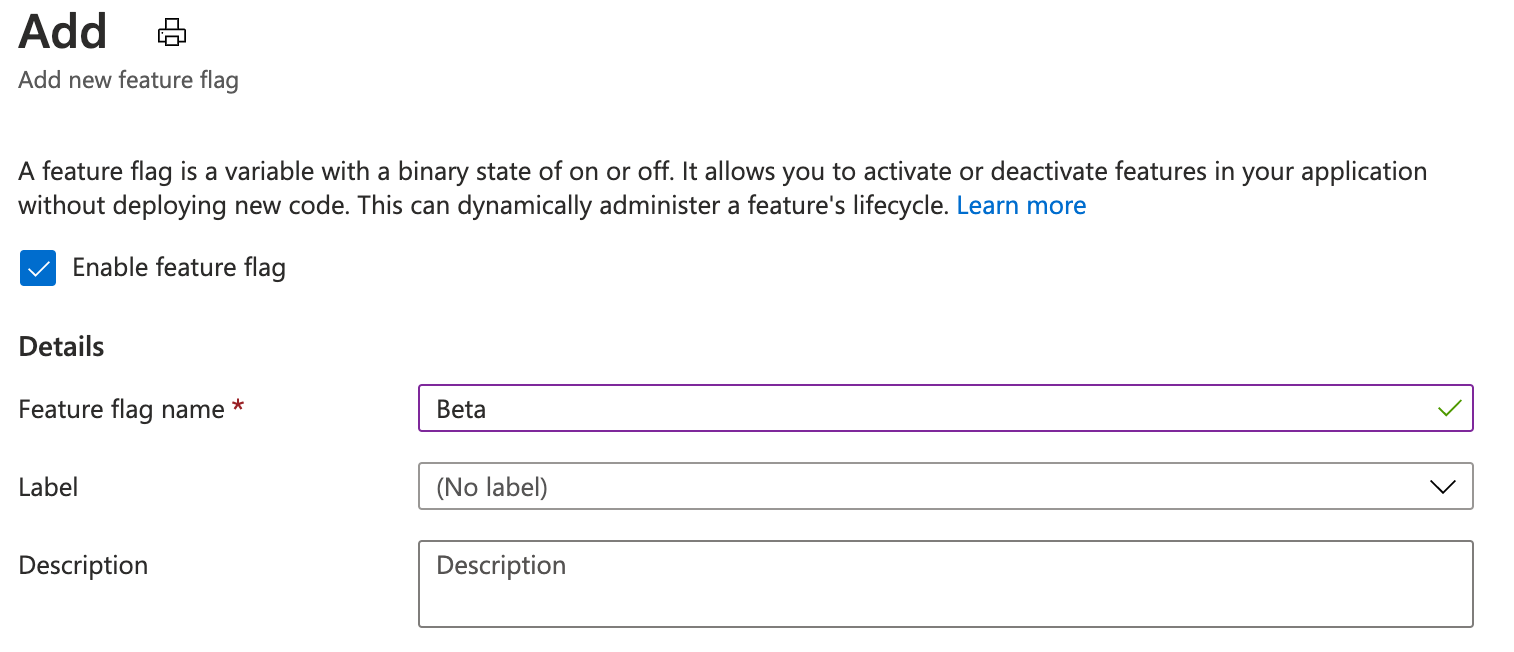 Add
Add new feature flag
A feature flag is a variable with a binary state of on or off. It allows you to activate or deactivate features in your application
without deploying new code. This can dynamically administer a feature's lifecycle. Learn more
Enable feature flag
Details
Feature flag name * Beta
Label (No label)
Description Description